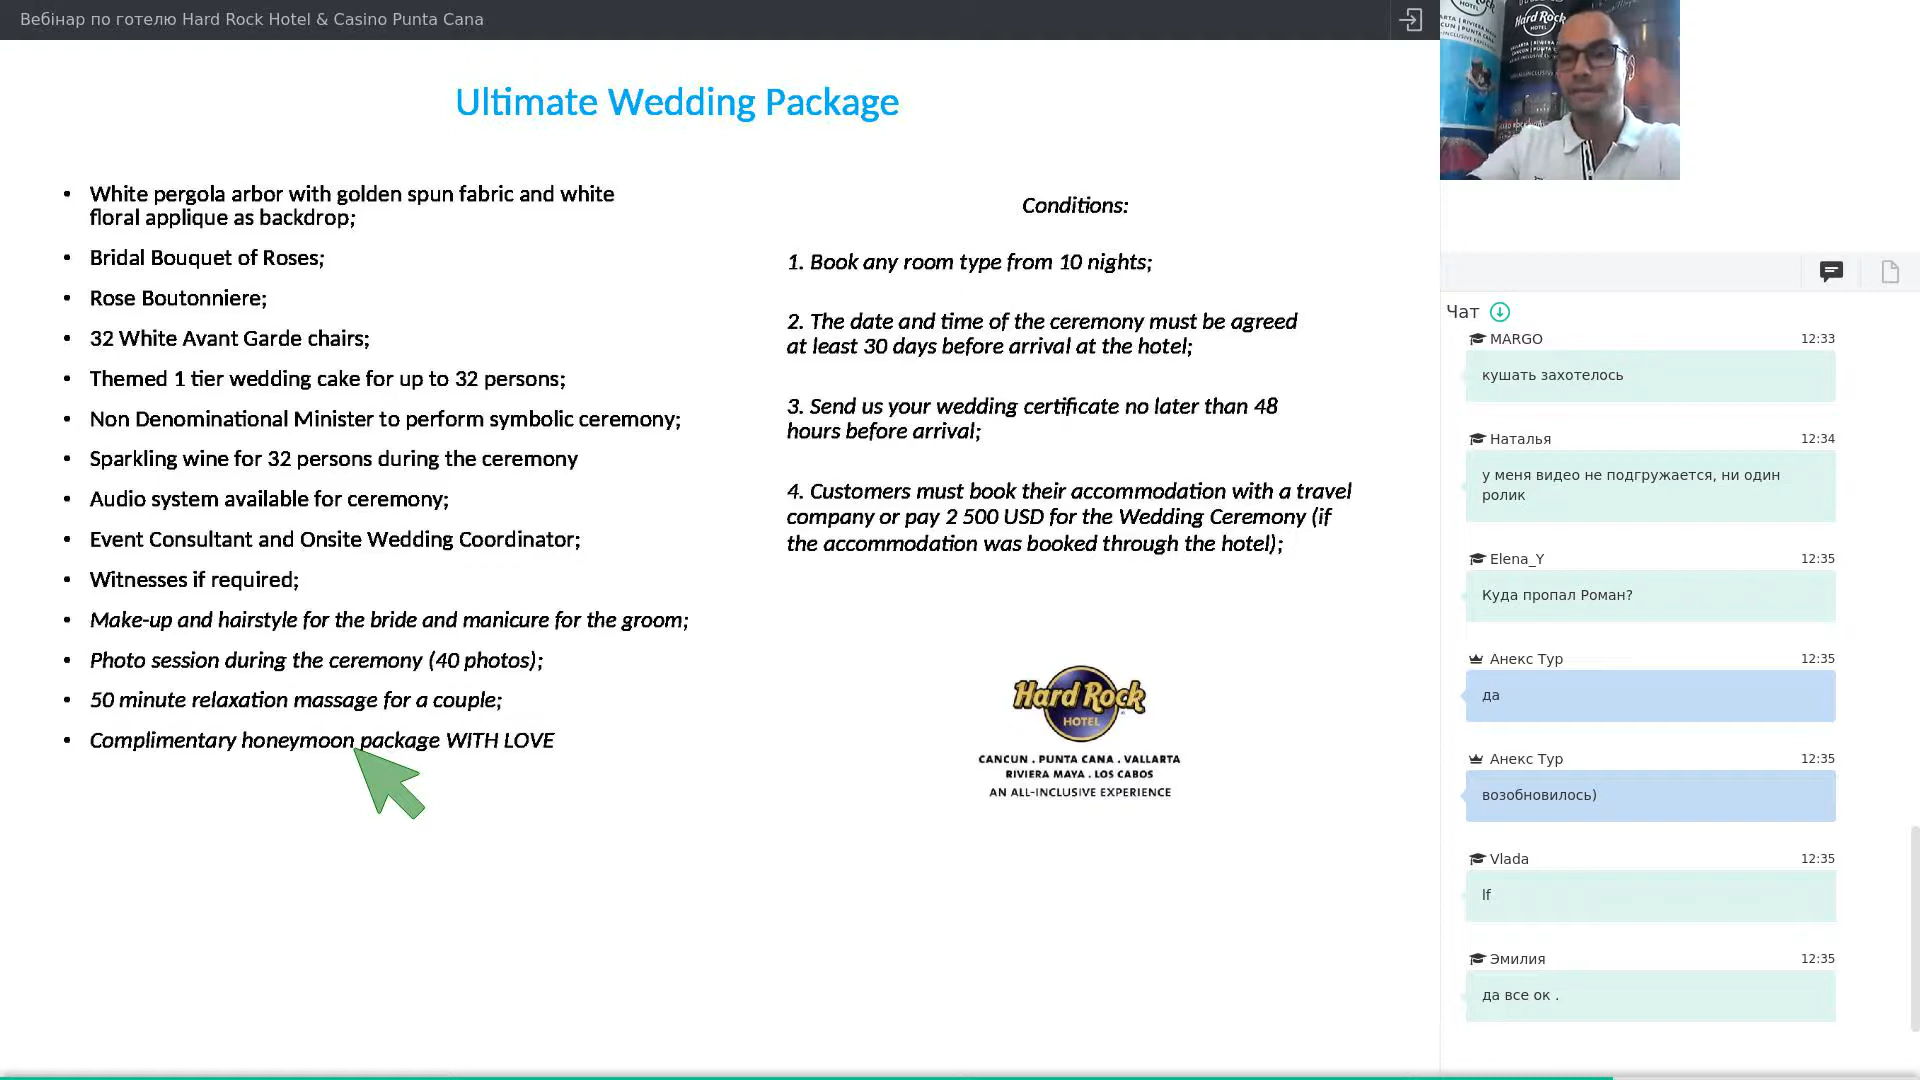 Вебінар по готелю Hard Rock Hotel & Casino Punta Cana
Ultimate Wedding Package
• White pergola arbor with golden spun fabric and white
floral applique as backdrop;
• Bridal Bouquet of Roses;
• Rose Boutonniere;
• 32 White Avant Garde chairs;
• Themed 1 tier wedding cake for up to 32 persons;
• Non Denominational Minister to perform symbolic ceremony;
• Sparkling wine for 32 persons during the ceremony
• Audio system available for ceremony;
• Event Consultant and Onsite Wedding Coordinator;
• Witnesses if required;
• Make-up and hairstyle for the bride and manicure for the groom;
• Photo session during the ceremony (40 photos);
• 50 minute relaxation massage for a couple;
• Complimentary honeymoon package WITH LOVE
Conditions:
1. Book any room type from 10 nights;
2. The date and time of the ceremony must be agreed
at least 30 days before arrival at the hotel;
3. Send us your wedding certificate no later than 48
hours before arrival;
4. Customers must book their accommodation with a travel
company or pay 2 500 USD for the Wedding Ceremony (if
the accommodation was booked through the hotel);
Hard Rock
HOTEL
CANCUN . PUNTA CANA . VALLARTA
RIVIERA MAYA . LOS CABOS
AN ALL-INCLUSIVE EXPERIENCE
Hard Rock
HOTEL
Чат
MARGO 12:33
кушать захотелось
Наталья 12:34
у меня видео не подгружается, ни один
ролик
Elena_Y 12:35
Куда пропал Роман?
Анекс Тур 12:35
да
Анекс Тур 12:35
возобновилось)
Vlada 12:35
lf
Эмилия 12:35
да все ок .